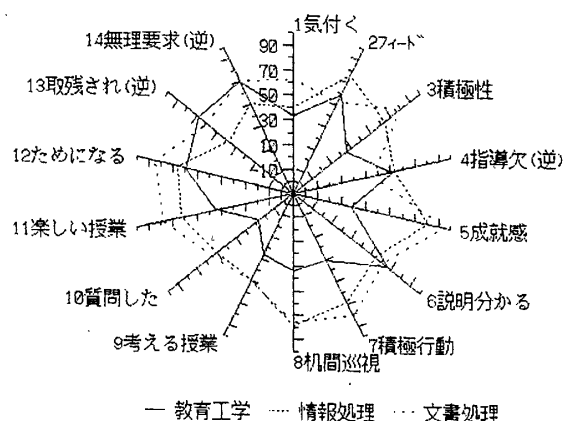 1気付く
2フィード
3積極性
4指導欠(逆)
5成就感
6説明分かる
7積極行動
8机間巡視
9考える授業
10質問した
11楽しい授業
12ためになる
13取残され(逆)
14無理要求(逆)
90
70
50
30
10
-10
— 教育工学 ····· 情報処理 ··· 文書処理